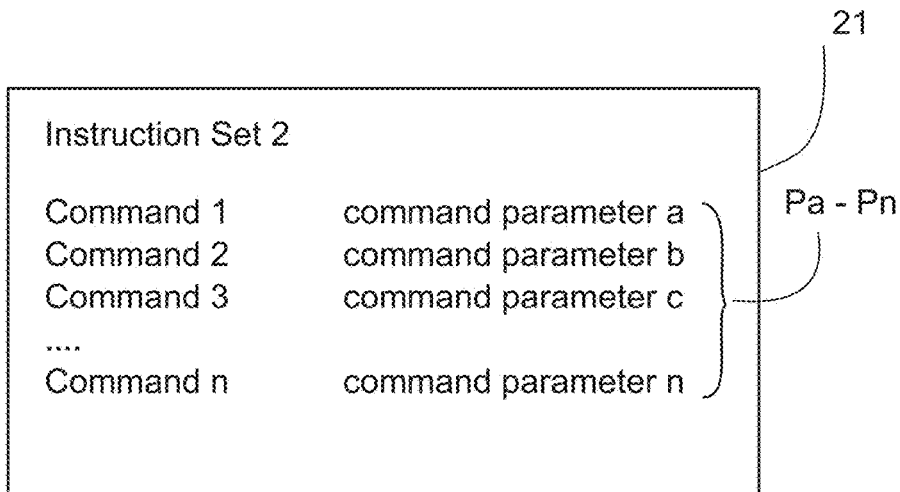 21
Instruction Set 2
Pa - Pn
Command 1 command parameter a
Command 2 command parameter b
Command 3 command parameter c
....
Command n command parameter n